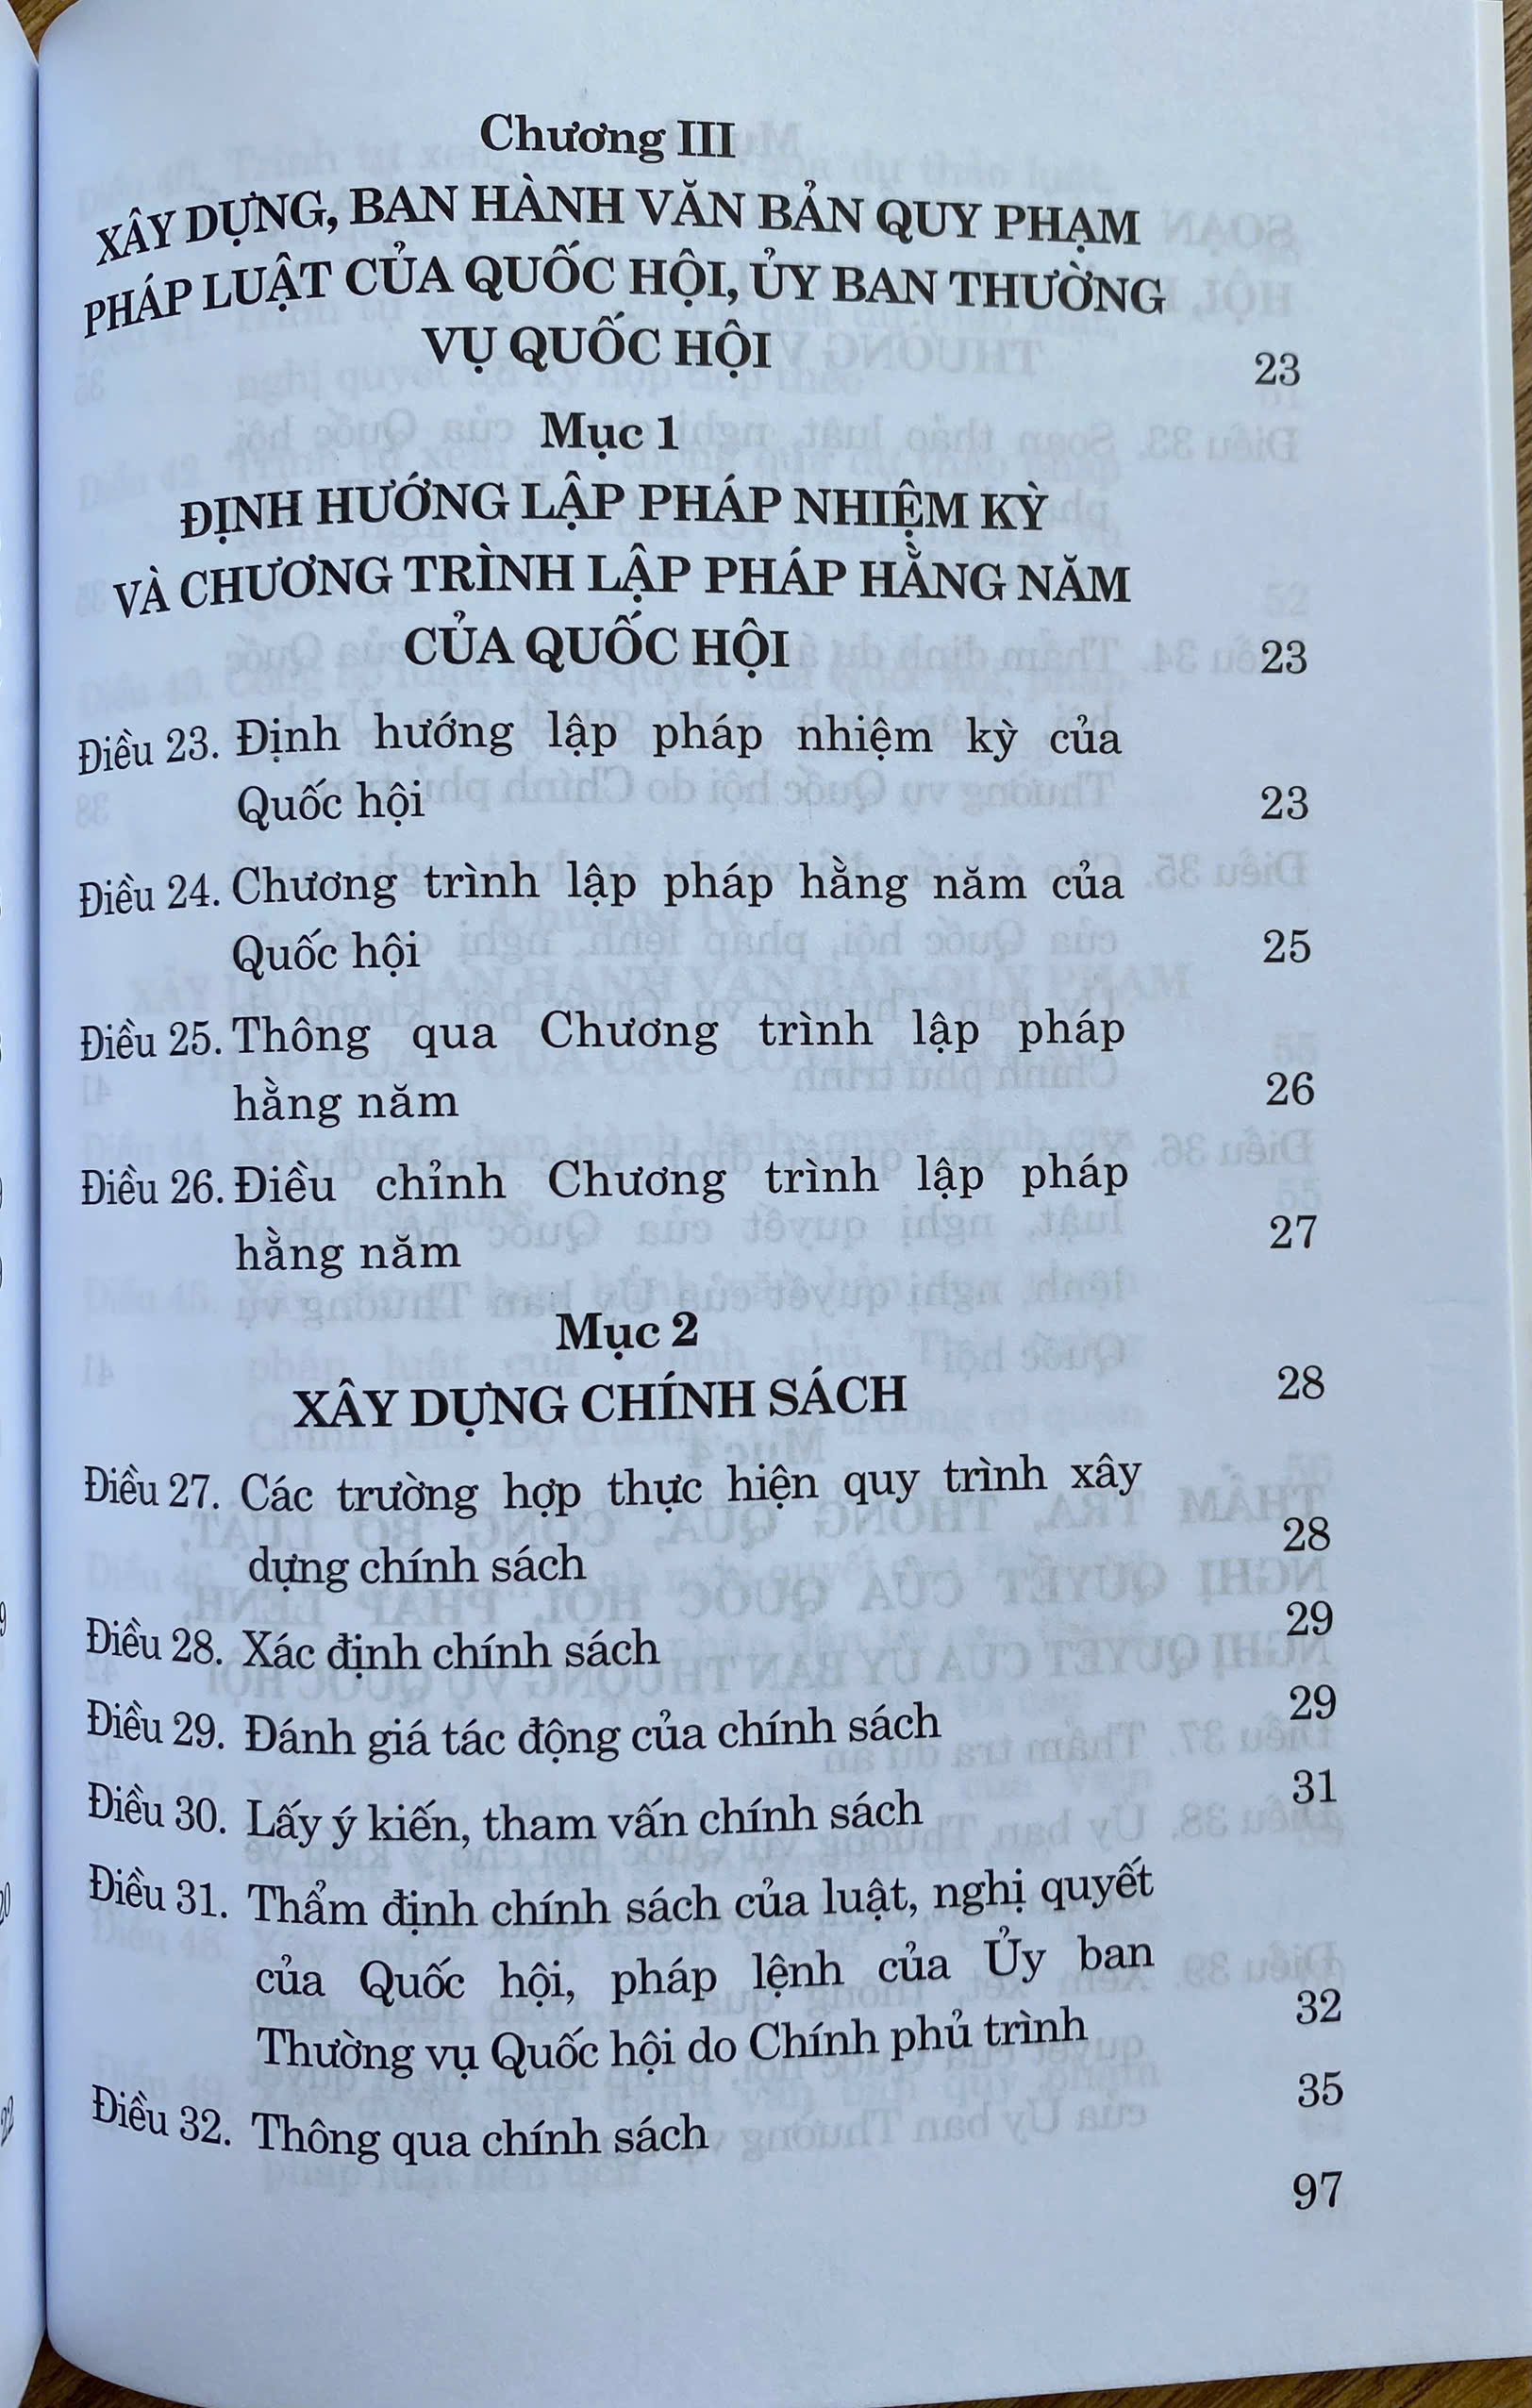 Chương III
XÂY DỰNG, BAN HÀNH VĂN BẢN QUY PHẠM
PHÁP LUẬT CỦA QUỐC HỘI, ỦY BAN THƯỜNG
VỤ QUỐC HỘI 23
Mục 1
ĐỊNH HƯỚNG LẬP PHÁP NHIỆM KỲ
VÀ CHƯƠNG TRÌNH LẬP PHÁP HẰNG NĂM
CỦA QUỐC HỘI 23
Điều 23. Định hướng lập pháp nhiệm kỳ của
Quốc hội 23
Điều 24. Chương trình lập pháp hằng năm của
Quốc hội 25
Điều 25. Thông qua Chương trình lập pháp
hằng năm 26
Điều 26. Điều chỉnh Chương trình lập pháp
hằng năm 27
Mục 2
XÂY DỰNG CHÍNH SÁCH 28
Điều 27. Các trường hợp thực hiện quy trình xây
dựng chính sách 28
Điều 28. Xác định chính sách 29
Điều 29. Đánh giá tác động của chính sách 29
Điều 30. Lấy ý kiến, tham vấn chính sách 31
Điều 31. Thẩm định chính sách của luật, nghị quyết
của Quốc hội, pháp lệnh của Ủy ban
Thường vụ Quốc hội do Chính phủ trình 32
Điều 32. Thông qua chính sách 35
97